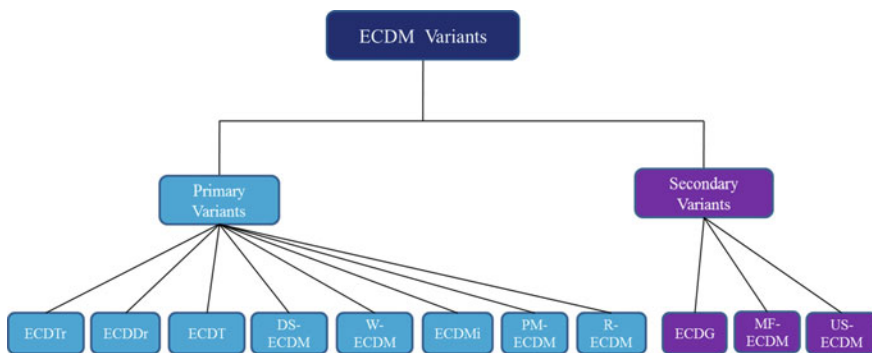 ECDM Variants
Primary
Variants
Secondary
Variants
ECDTr
ECDDr
ECDT
DS-
ECDM
W-
ECDM
ECDMi
PM-
ECDM
R-
ECDM
ECDG
MF-
ECDM
US-
ECDM